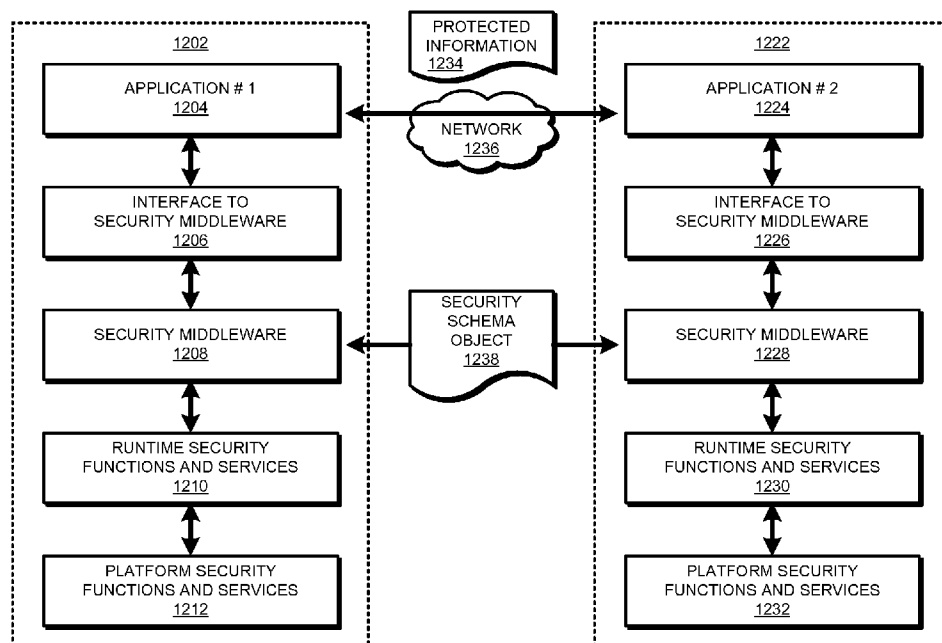 1202
APPLICATION # 1
1204
INTERFACE TO
SECURITY MIDDLEWARE
1206
SECURITY MIDDLEWARE
1208
RUNTIME SECURITY
FUNCTIONS AND SERVICES
1210
PLATFORM SECURITY
FUNCTIONS AND SERVICES
1212
PROTECTED
INFORMATION
1234
NETWORK
1236
SECURITY
SCHEMA
OBJECT
1238
1222
APPLICATION # 2
1224
INTERFACE TO
SECURITY MIDDLEWARE
1226
SECURITY MIDDLEWARE
1228
RUNTIME SECURITY
FUNCTIONS AND SERVICES
1230
PLATFORM SECURITY
FUNCTIONS AND SERVICES
1232